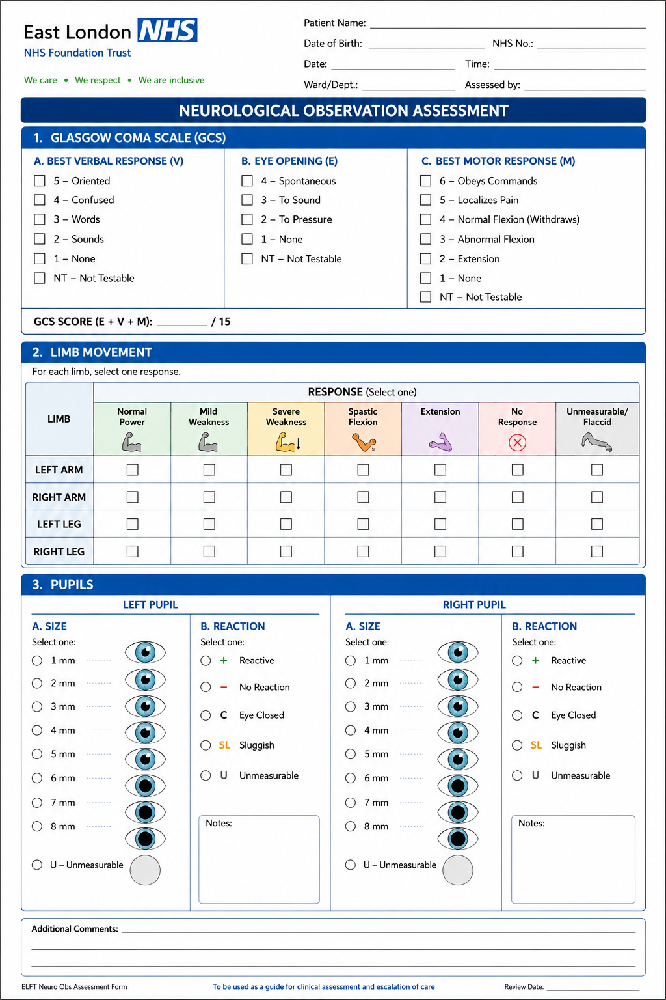 East London NHS
NHS Foundation Trust
We care • We respect • We are inclusive
Patient Name:
Date of Birth: NHS No.:
Date: Time:
Ward/Dept.: Assessed by:
NEUROLOGICAL OBSERVATION ASSESSMENT
1. GLASGOW COMA SCALE (GCS)
A. BEST VERBAL RESPONSE (V)
5 – Oriented
4 – Confused
3 – Words
2 – Sounds
1 – None
NT – Not Testable
B. EYE OPENING (E)
4 – Spontaneous
3 – To Sound
2 – To Pressure
1 – None
NT – Not Testable
C. BEST MOTOR RESPONSE (M)
6 – Obeys Commands
5 – Localizes Pain
4 – Normal Flexion (Withdraws)
3 – Abnormal Flexion
2 – Extension
1 – None
NT – Not Testable
GCS SCORE (E + V + M): ________ / 15
2. LIMB MOVEMENT
For each limb, select one response.
LIMB
RESPONSE (Select one)
Normal
Power
Mild
Weakness
Severe
Weakness
Spastic
Flexion
Extension
No
Response
Unmeasurable/
Flaccid
LEFT ARM
RIGHT ARM
LEFT LEG
RIGHT LEG
3. PUPILS
LEFT PUPIL
A. SIZE
Select one:
1 mm
2 mm
3 mm
4 mm
5 mm
6 mm
7 mm
8 mm
U – Unmeasurable
B. REACTION
Select one:
+ Reactive
– No Reaction
C Eye Closed
SL Sluggish
U Unmeasurable
Notes:
RIGHT PUPIL
A. SIZE
Select one:
1 mm
2 mm
3 mm
4 mm
5 mm
6 mm
7 mm
8 mm
U – Unmeasurable
B. REACTION
Select one:
+ Reactive
– No Reaction
C Eye Closed
SL Sluggish
U Unmeasurable
Notes:
Additional Comments:
ELFT Neuro Obs Assessment Form
To be used as a guide for clinical assessment and escalation of care
Review Date: